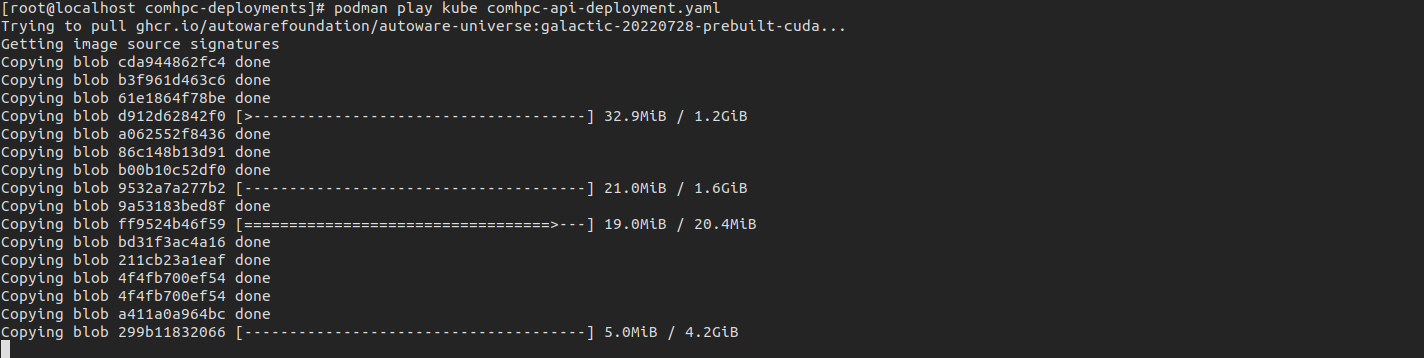 [root@localhost comhpc-deployments]# podman play kube comhpc-api-deployment.yaml
Trying to pull ghcr.io/autowarefoundation/autoware-universe:galactic-20220728-prebuilt-cuda...
Getting image source signatures
Copying blob cda944862fc4 done
Copying blob b3f961d463c6 done
Copying blob 61e1864f78be done
Copying blob d912d62842f0 [>-------------------------------------] 32.9MiB / 1.2GiB
Copying blob a062552f8436 done
Copying blob 86c148b13d91 done
Copying blob b00b10c52df0 done
Copying blob 9532a7a277b2 [--------------------------------------] 21.0MiB / 1.6GiB
Copying blob 9a53183bed8f done
Copying blob ff9524b46f59 [==================================>---] 19.0MiB / 20.4MiB
Copying blob bd31f3ac4a16 done
Copying blob 211cb23a1eaf done
Copying blob 4f4fb700ef54 done
Copying blob 4f4fb700ef54 done
Copying blob a411a0a964bc done
Copying blob 299b11832066 [--------------------------------------] 5.0MiB / 4.2GiB